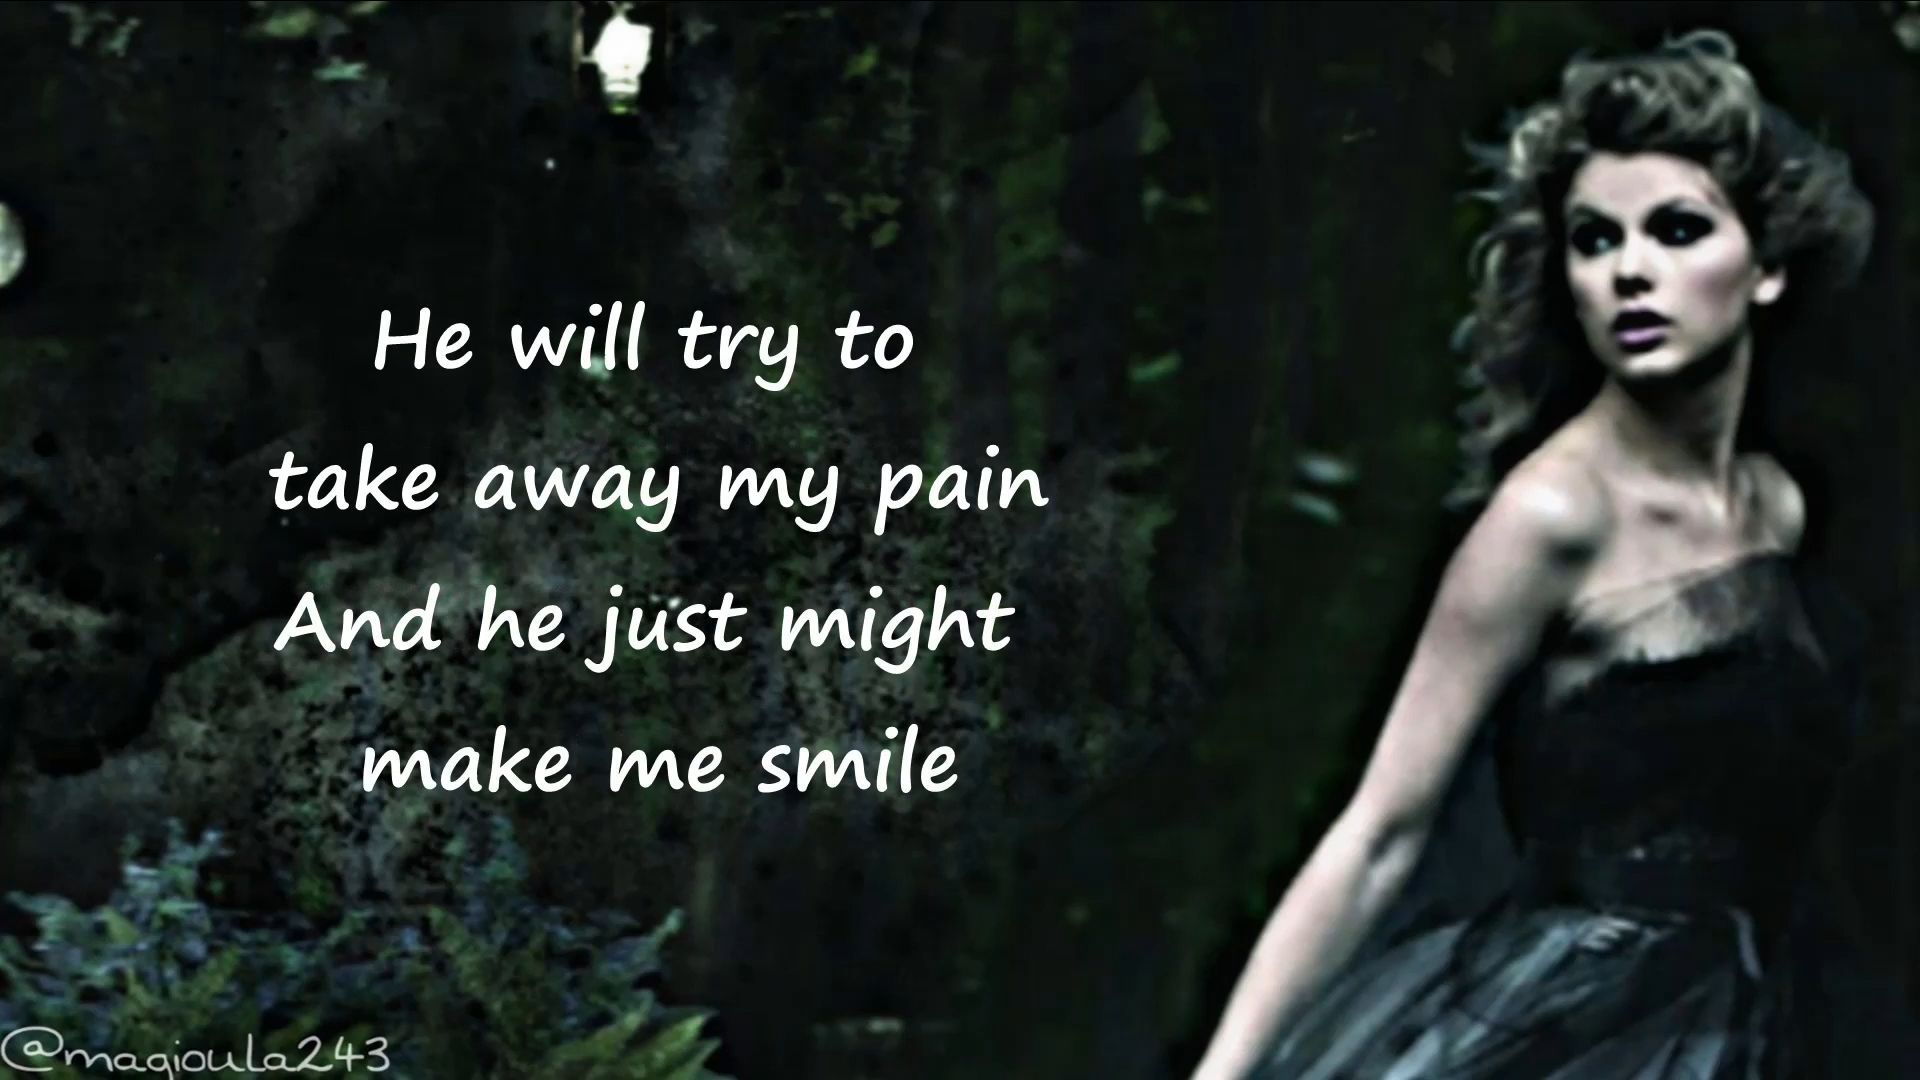 He will try to
take away my pain
And he just might
make me smile
@magioula243